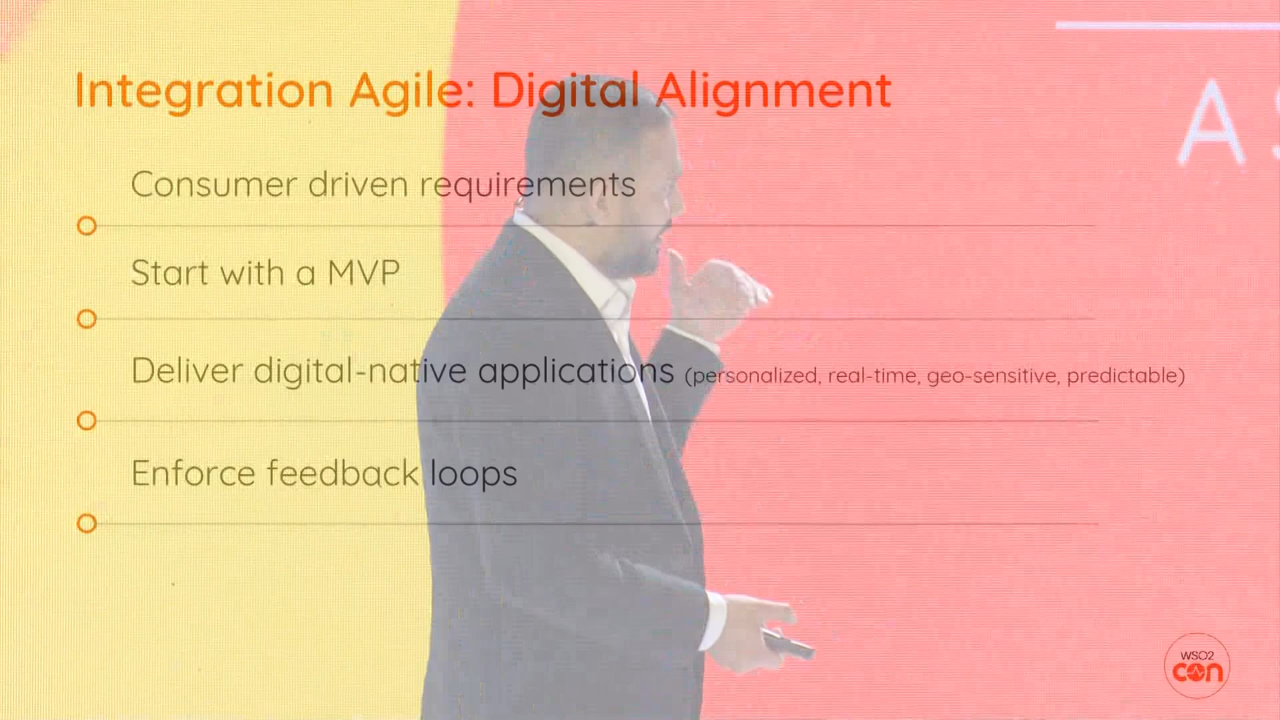 Integration Agile: Digital Alignment
A
Consumer driven requirements
Start with a MVP
Deliver digital-native applications (personalized, real-time, geo-sensitive, predictable)
Enforce feedback loops
WSO2
con